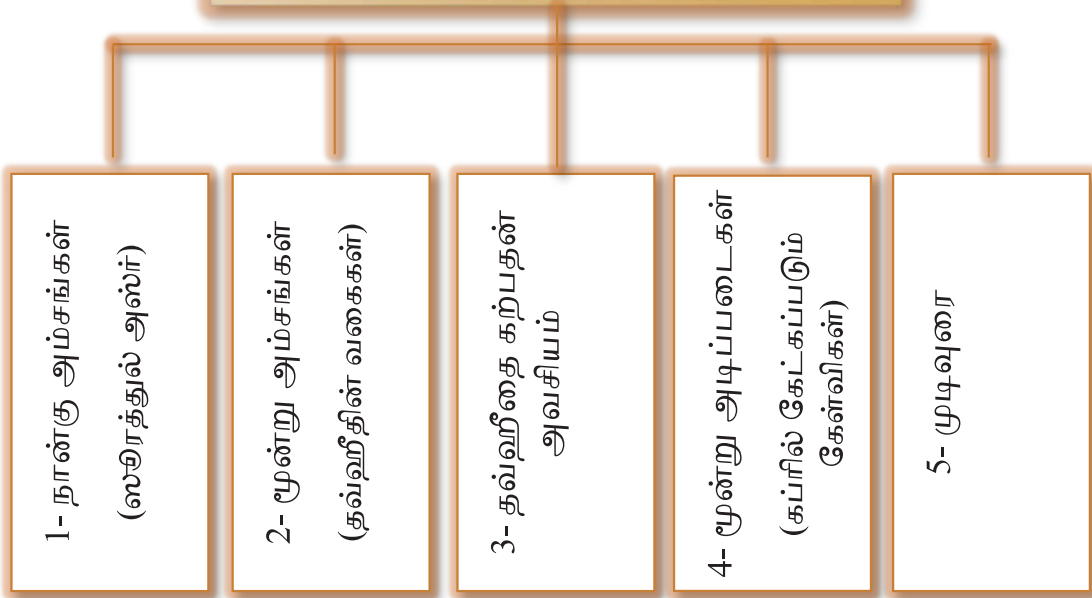 1- நான்கு அம்சங்கள்
(ஸூரத்துல் அஸ்ர்)
2- மூன்று அம்சங்கள்
(தவ்ஹீதின் வகைகள்)
3- தவ்ஹீதை கற்பதன்
அவசியம்
4- மூன்று அடிப்படைகள்
(கப்ரில் கேட்கப்படும்
கேள்விகள்)
5- முடிவுரை